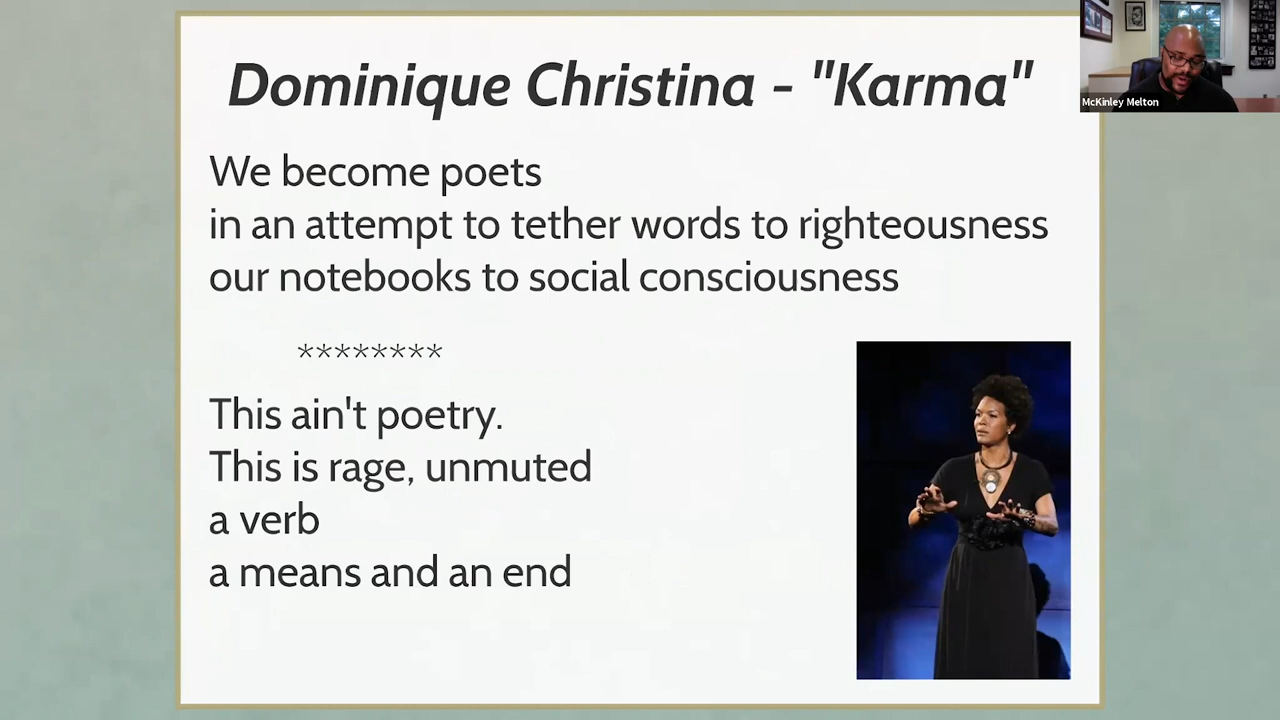 Dominique Christina - "Karma"
We become poets
in an attempt to tether words to righteousness
our notebooks to social consciousness
********
This ain't poetry.
This is rage, unmuted
a verb
a means and an end
McKinley Melton